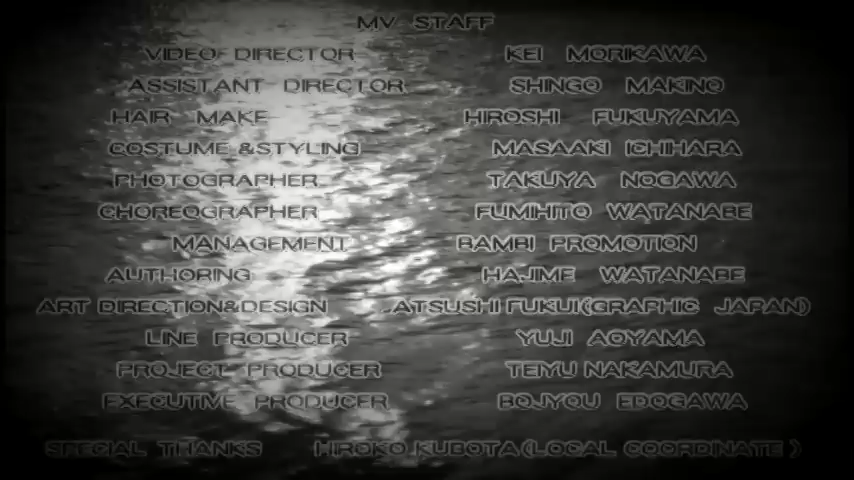 MV STAFF
VIDEO DIRECTOR KEI MORIKAWA
ASSISTANT DIRECTOR SHINGO MAKINO
HAIR MAKE HIROSHI FUKUYAMA
COSTUME &STYLING MASAAKI ICHIHARA
PHOTOGRAPHER TAKUYA NOGAWA
CHOREOGRAPHER FUMIHITO WATANABE
MANAGEMENT BAMBI PROMOTION
AUTHORING HAJIME WATANABE
ART DIRECTION&DESIGN ATSUSHI FUKUI(GRAPHIC JAPAN)
LINE PRODUCER YUJI AOYAMA
PROJECT PRODUCER TEIYU NAKAMURA
EXECUTIVE PRODUCER BOJYOU EDOGAWA
SPECIAL THANKS HIROKO KUBOTA(LOCAL COORDINATE )